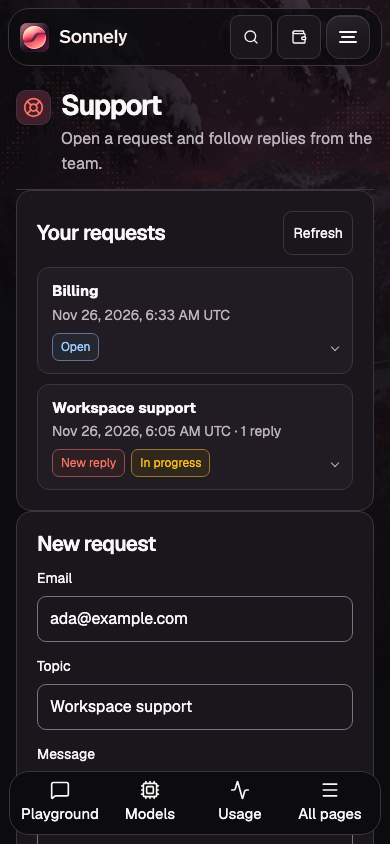 Sonnely
Support
Open a request and follow replies from the
team.
Your requests
Refresh
Billing
Nov 26, 2026, 6:33 AM UTC
Open
Workspace support
Nov 26, 2026, 6:05 AM UTC · 1 reply
New reply
In progress
New request
Email
ada@example.com
Topic
Workspace support
Message
Playground
Models
Usage
All pages